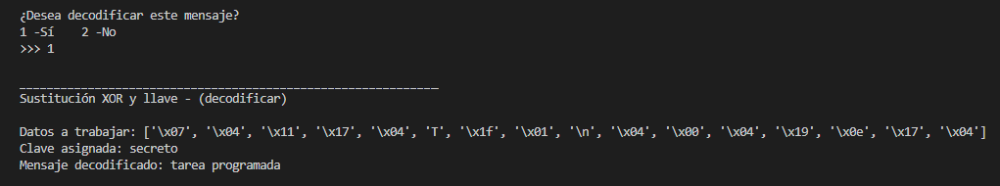 ¿Desea decodificar este mensaje?
1 -Sí    2 -No
>>> 1
_____________________________________________________________
Sustitución XOR y llave - (decodificar)
Datos a trabajar: ['\x07', '\x04', '\x11', '\x17', '\x04', 'T', '\x1f', '\x01', '\n', '\x04', '\x00', '\x04', '\x19', '\x0e', '\x17', '\x04']
Clave asignada: secreto
Mensaje decodificado: tarea programada